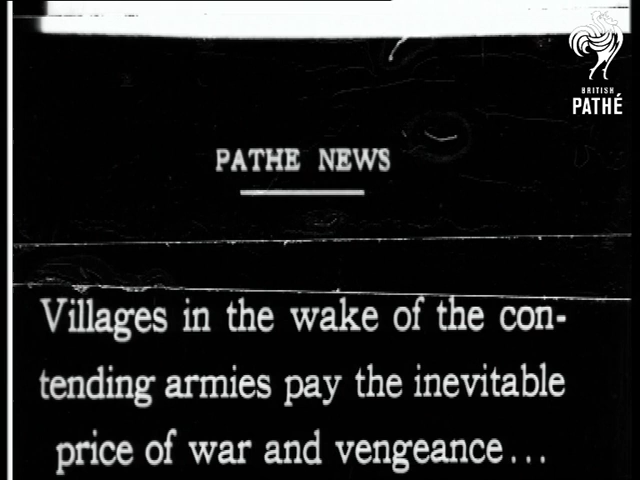 BRITISH
PATHÉ
PATHE NEWS
Villages in the wake of the con-
tending armies pay the inevitable
price of war and vengeance...